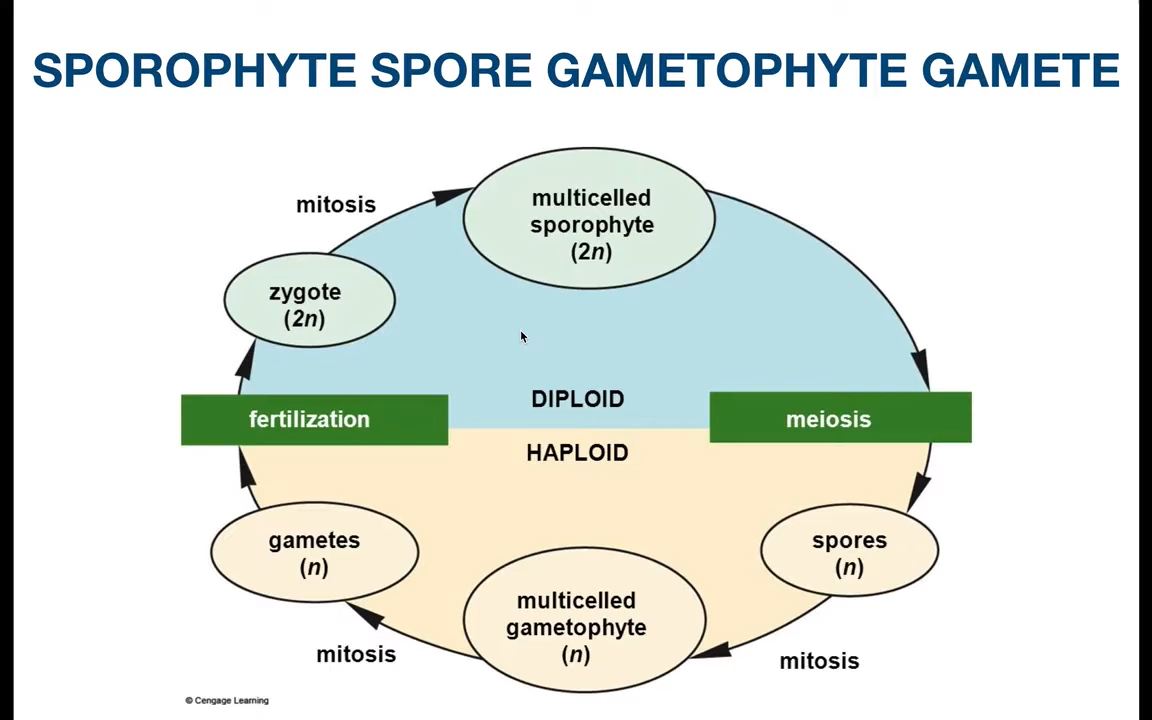 SPOROPHYTE SPORE GAMETOPHYTE GAMETE
mitosis
multicelled
sporophyte
(2n)
zygote
(2n)
DIPLOID
fertilization
meiosis
HAPLOID
gametes
(n)
spores
(n)
multicelled
gametophyte
(n)
mitosis
mitosis
© Cengage Learning